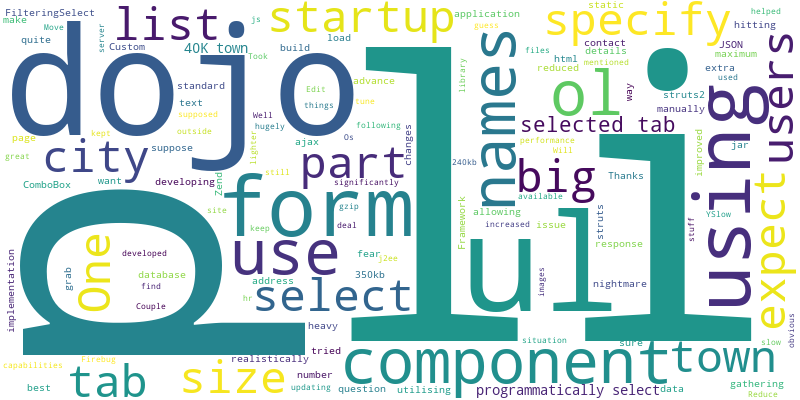 FilteringSelect
list
startup
application
static
make
Move
js
guess
specify
helped
quite
server
Custom
40K town
load
names
contact
hitting
dojo
Took
build
files
html
details
JSON
users
using
library
mentioned
maximum
standard
Edit
advance
reduced
way
extra
text
things
tune
ol
struts2
used
supposed
Well
kept
outside
hugely
Os
following
manually
page
suppose
ajax
changes
selected tab
jar
great
city
lighter
part
performance
improved
want
still
240kb
Will
big
Thanks
ComboBox
developing
Zend
significantly
available
expect
site
gzip
form
allowing
YSlow
keep
Framework
increased
issue
struts
stuff
One
deal
ul
response
li
implementation
developed
use
fear
j2ee
database
350kb
images
nightmare
grab
find
address
select
Couple
hr
gathering
a
heavy
situation
slow
obvious
capabilities
Firebug
realistically
tried
component
sure
town
best
tab
size
number
updating
question
utilising
programmatically select
data
Reduce